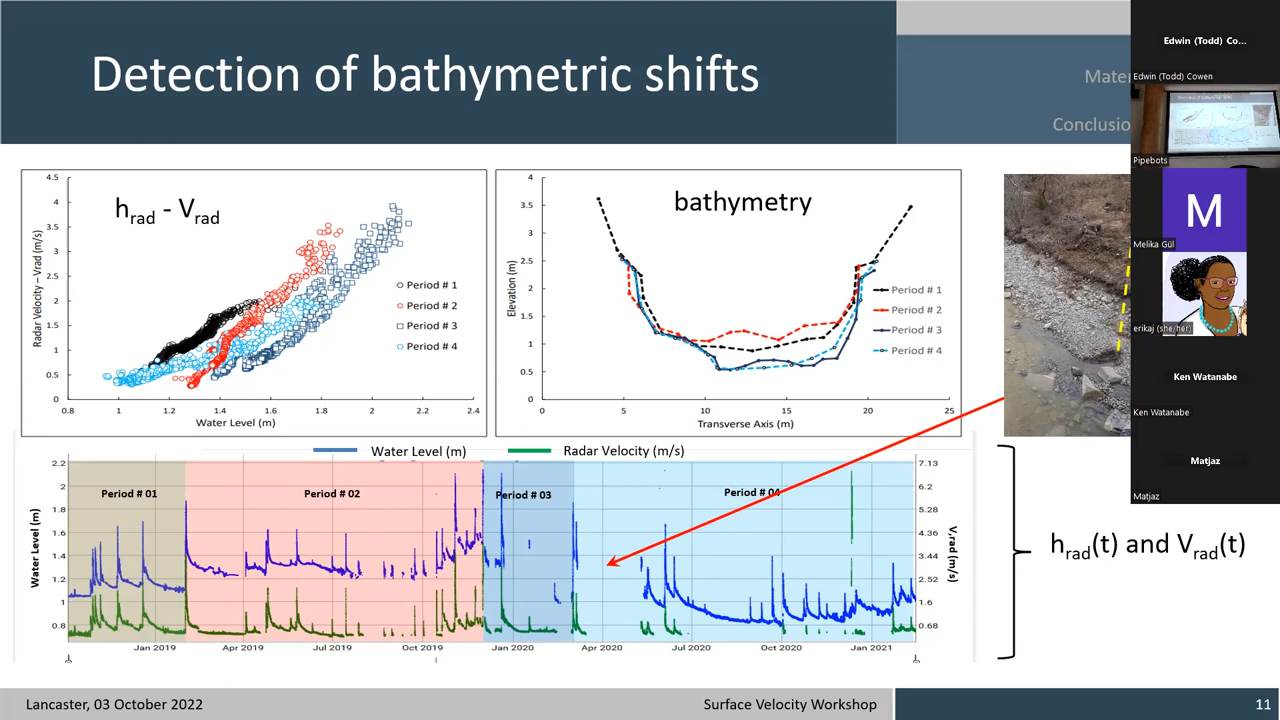 Detection of bathymetric shifts
Mater
Conclusio
Edwin (Todd) Co...
Edwin (Todd) Cowen
Pipebots
M
Melika Gül
erikaj (she/her)
Ken Watanabe
Ken Watanabe
Matjaz
Matjaz
hrad - Vrad
Radar Velocity – Vrad (m/s)
4.5
4
3.5
3
2.5
2
1.5
1
0.5
0
0.8 1 1.2 1.4 1.6 1.8 2 2.2 2.4
Water Level (m)
Period # 1
Period # 2
Period # 3
Period # 4
bathymetry
Elevation (m)
4
3.5
3
2.5
2
1.5
1
0.5
0
0 5 10 15 20 25
Transverse Axis (m)
Period # 1
Period # 2
Period # 3
Period # 4
Water Level (m) Radar Velocity (m/s)
Period # 01 Period # 02 Period # 03 Period # 04
Water Level (m)
2.2
2
1.8
1.6
1.4
1.2
1
0.8
7.13
6.2
5.28
4.36
3.44
2.52
1.6
0.68
V,rad (m/s)
Jan 2019 Apr 2019 Jul 2019 Oct 2019 Jan 2020 Apr 2020 Jul 2020 Oct 2020 Jan 2021
hrad(t) and Vrad(t)
Lancaster, 03 October 2022 Surface Velocity Workshop 11